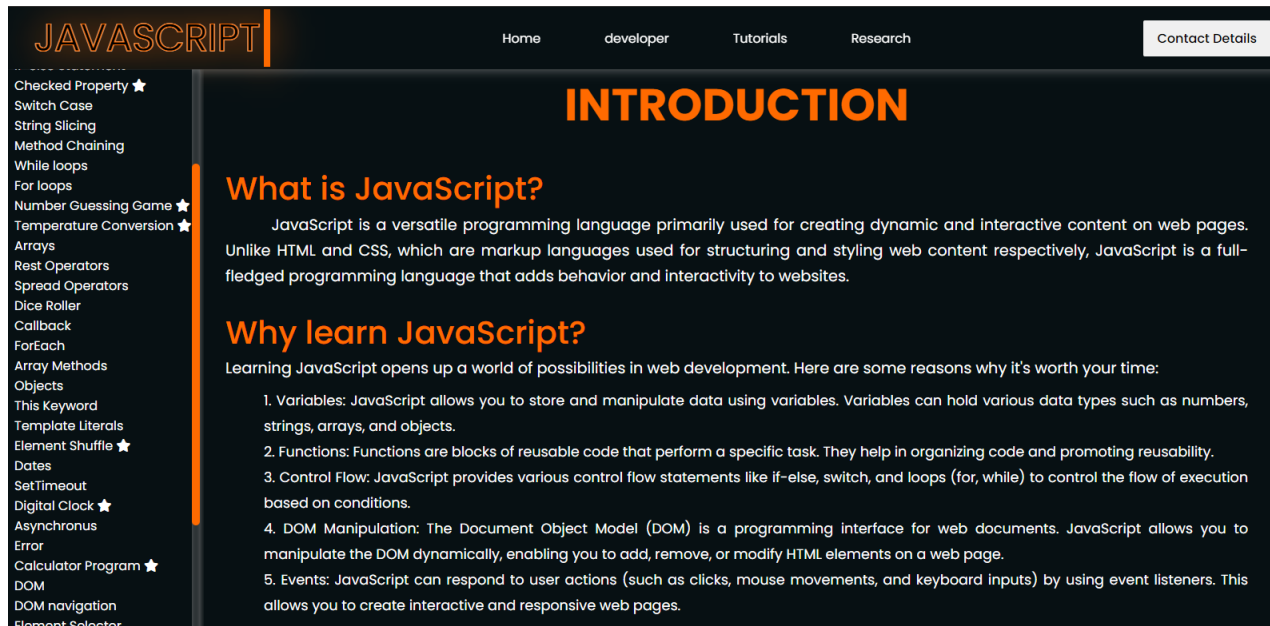 JAVASCRIPT
Home
developer
Tutorials
Research
Contact Details
Checked Property
Switch Case
String Slicing
Method Chaining
While loops
For loops
Number Guessing Game
Temperature Conversion
Arrays
Rest Operators
Spread Operators
Dice Roller
Callback
ForEach
Array Methods
Objects
This Keyword
Template Literals
Element Shuffle
Dates
SetTimeout
Digital Clock
Asynchronus
Error
Calculator Program
DOM
DOM navigation
Element Selector
INTRODUCTION
What is JavaScript?
JavaScript is a versatile programming language primarily used for creating dynamic and interactive content on web pages.
Unlike HTML and CSS, which are markup languages used for structuring and styling web content respectively, JavaScript is a full-
fledged programming language that adds behavior and interactivity to websites.
Why learn JavaScript?
Learning JavaScript opens up a world of possibilities in web development. Here are some reasons why it's worth your time:
1. Variables: JavaScript allows you to store and manipulate data using variables. Variables can hold various data types such as numbers,
strings, arrays, and objects.
2. Functions: Functions are blocks of reusable code that perform a specific task. They help in organizing code and promoting reusability.
3. Control Flow: JavaScript provides various control flow statements like if-else, switch, and loops (for, while) to control the flow of execution
based on conditions.
4. DOM Manipulation: The Document Object Model (DOM) is a programming interface for web documents. JavaScript allows you to
manipulate the DOM dynamically, enabling you to add, remove, or modify HTML elements on a web page.
5. Events: JavaScript can respond to user actions (such as clicks, mouse movements, and keyboard inputs) by using event listeners. This
allows you to create interactive and responsive web pages.